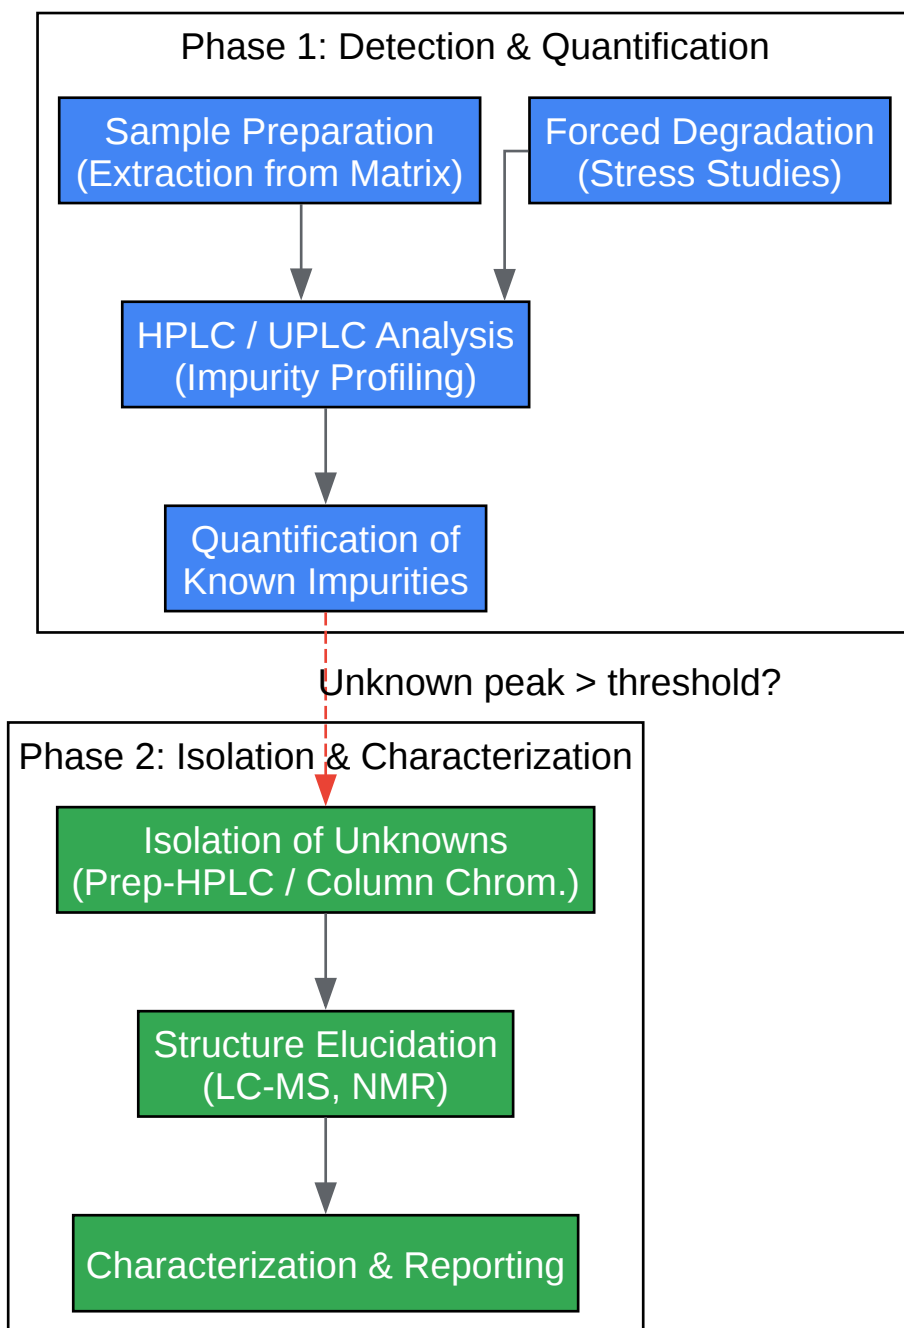 Phase 1: Detection & Quantification
Sample Preparation
(Extraction from Matrix)
Forced Degradation
(Stress Studies)
HPLC / UPLC Analysis
(Impurity Profiling)
Quantification of
Known Impurities
Unknown peak > threshold?
Phase 2: Isolation & Characterization
Isolation of Unknowns
(Prep-HPLC / Column Chrom.)
Structure Elucidation
(LC-MS, NMR)
Characterization & Reporting